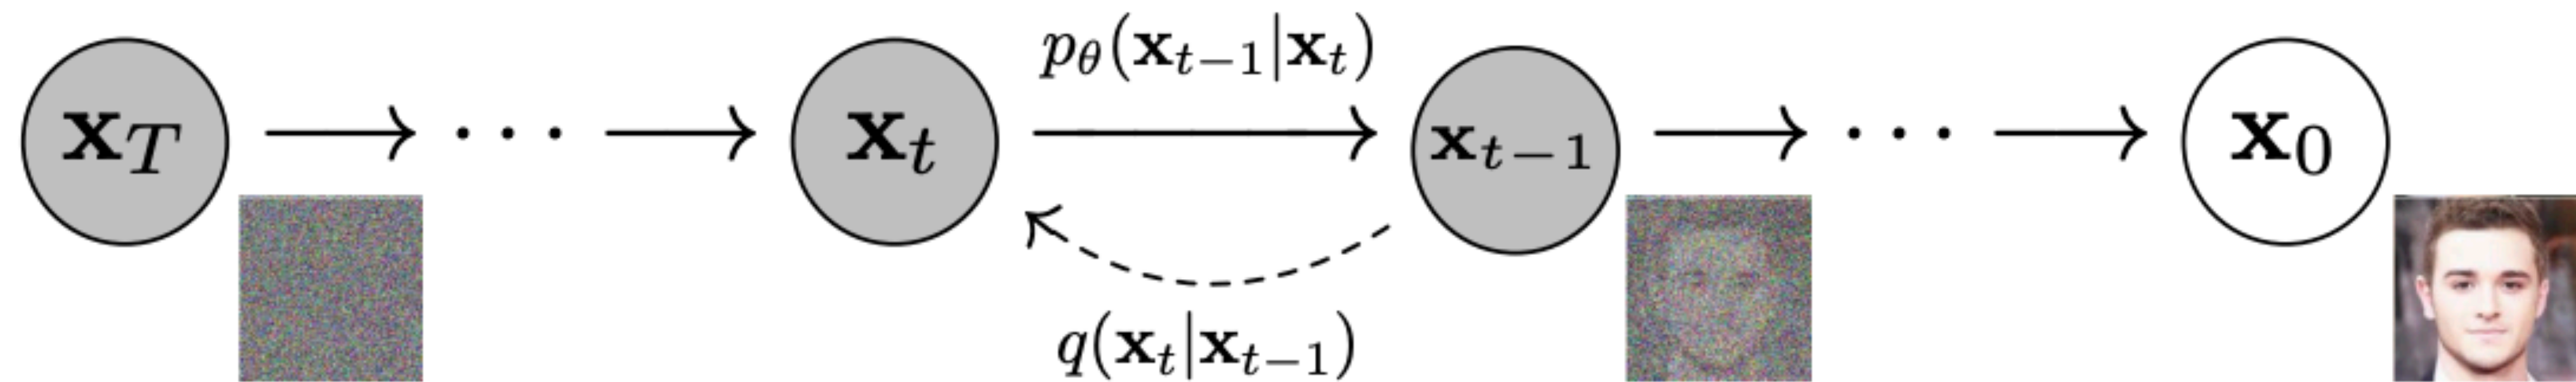 p_θ(x_{t−1}|x_t)
x_T → ··· → x_t → x_{t−1} → ··· → x_0
q(x_t|x_{t−1})